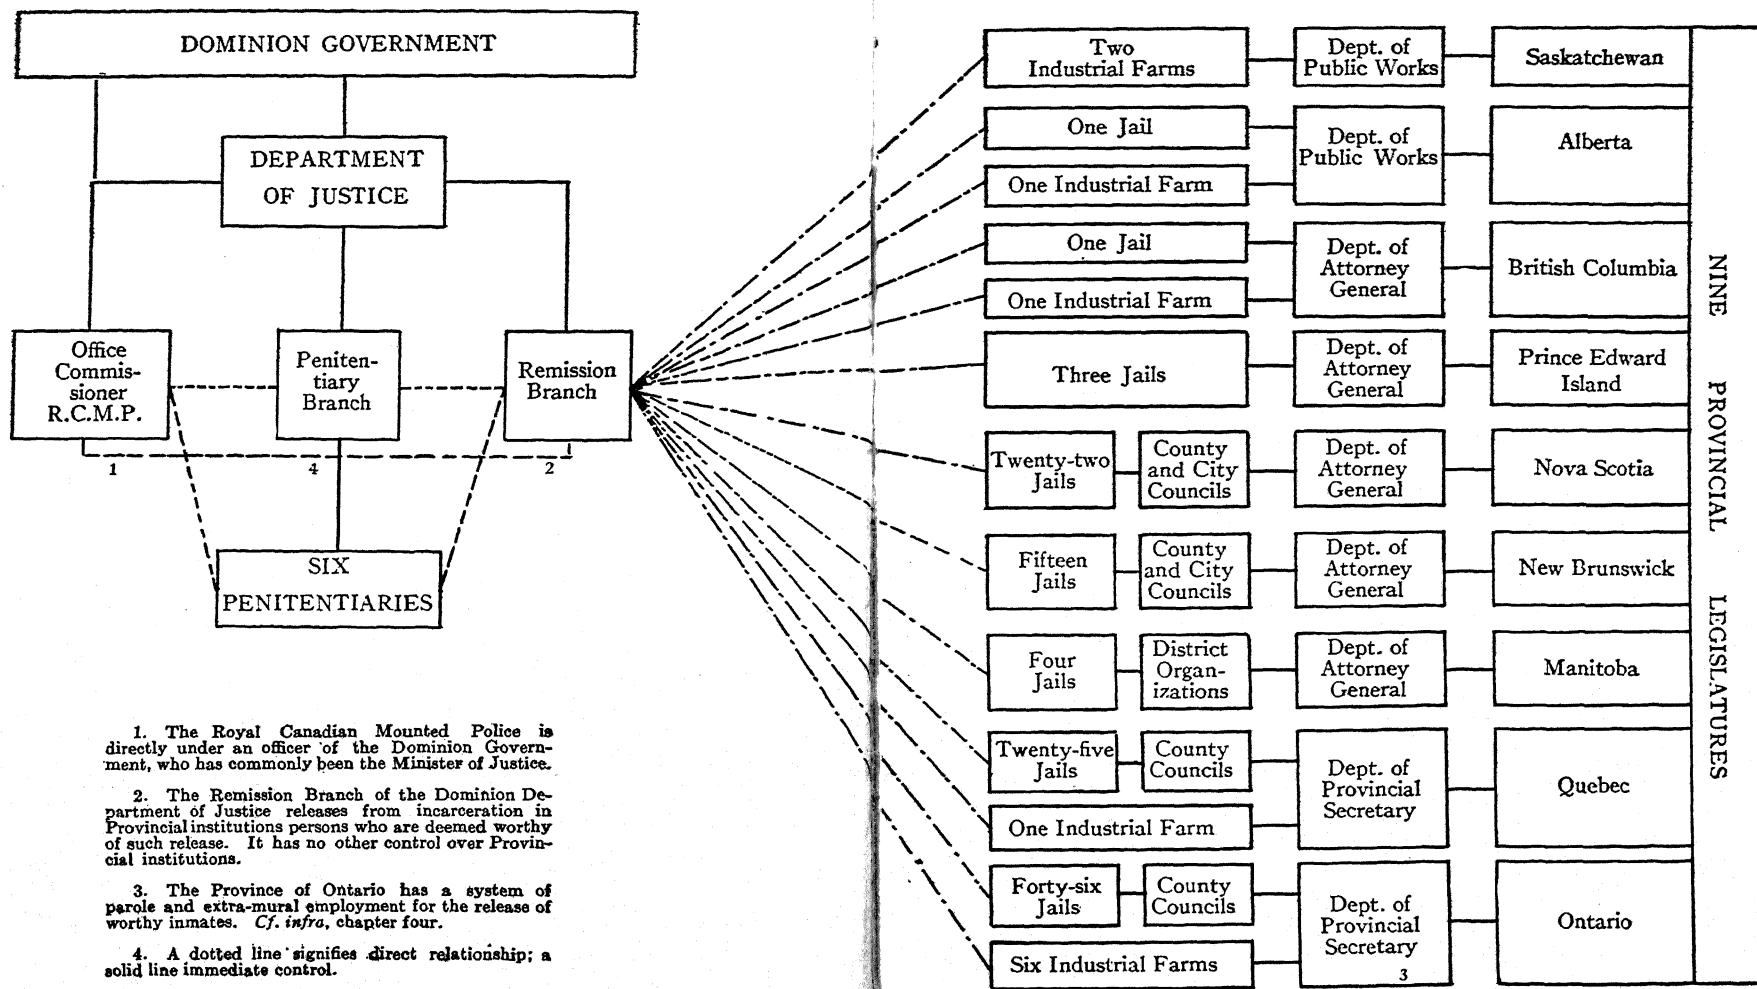 DOMINION GOVERNMENT
DEPARTMENT
OF JUSTICE
Office
Commis-
sioner
R.C.M.P.
Peniten-
tiary
Branch
Remission
Branch
1
4
2
SIX
PENITENTIARIES
1. The Royal Canadian Mounted Police is
directly under an officer of the Dominion Govern-
ment, who has commonly been the Minister of Justice.
2. The Remission Branch of the Dominion De-
partment of Justice releases from incarceration in
Provincial institutions persons who are deemed worthy
of such release. It has no other control over Provin-
cial institutions.
3. The Province of Ontario has a system of
parole and extra-mural employment for the release of
worthy inmates. Cf. infra, chapter four.
4. A dotted line signifies direct relationship; a
solid line immediate control.
Two
Industrial Farms
Dept. of
Public Works
Saskatchewan
One Jail
One Industrial Farm
Dept. of
Public Works
Alberta
One Jail
One Industrial Farm
Dept. of
Attorney
General
British Columbia
Three Jails
Dept. of
Attorney
General
Prince Edward
Island
Twenty-two
Jails
County
and City
Councils
Dept. of
Attorney
General
Nova Scotia
Fifteen
Jails
County
and City
Councils
Dept. of
Attorney
General
New Brunswick
Four
Jails
District
Organ-
izations
Dept. of
Attorney
General
Manitoba
Twenty-five
Jails
County
Councils
One Industrial Farm
Dept. of
Provincial
Secretary
Quebec
Forty-six
Jails
County
Councils
Six Industrial Farms
Dept. of
Provincial
Secretary
3
Ontario
NINE PROVINCIAL LEGISLATURES